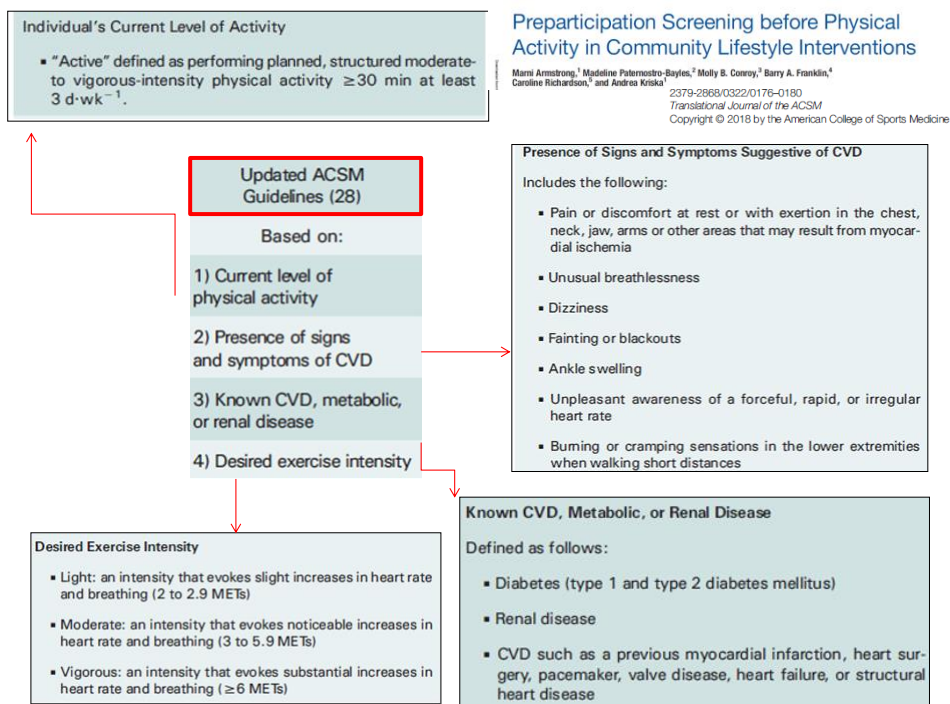 Individual's Current Level of Activity
▪ "Active" defined as performing planned, structured moderate-
to vigorous-intensity physical activity ≥30 min at least
3 d·wk⁻¹.
Preparticipation Screening before Physical
Activity in Community Lifestyle Interventions
Marni Armstrong,¹ Madeline Paternostro-Bayles,² Molly B. Conroy,³ Barry A. Franklin,⁴
Caroline Richardson,⁵ and Andrea Kriska¹
2379-2868/0322/0176–0180
Translational Journal of the ACSM
Copyright © 2018 by the American College of Sports Medicine
Updated ACSM
Guidelines (28)
Based on:
1) Current level of
physical activity
2) Presence of signs
and symptoms of CVD
3) Known CVD, metabolic,
or renal disease
4) Desired exercise intensity
Presence of Signs and Symptoms Suggestive of CVD
Includes the following:
▪ Pain or discomfort at rest or with exertion in the chest,
neck, jaw, arms or other areas that may result from myocar-
dial ischemia
▪ Unusual breathlessness
▪ Dizziness
▪ Fainting or blackouts
▪ Ankle swelling
▪ Unpleasant awareness of a forceful, rapid, or irregular
heart rate
▪ Burning or cramping sensations in the lower extremities
when walking short distances
Desired Exercise Intensity
▪ Light: an intensity that evokes slight increases in heart rate
and breathing (2 to 2.9 METs)
▪ Moderate: an intensity that evokes noticeable increases in
heart rate and breathing (3 to 5.9 METs)
▪ Vigorous: an intensity that evokes substantial increases in
heart rate and breathing (≥6 METs)
Known CVD, Metabolic, or Renal Disease
Defined as follows:
▪ Diabetes (type 1 and type 2 diabetes mellitus)
▪ Renal disease
▪ CVD such as a previous myocardial infarction, heart sur-
gery, pacemaker, valve disease, heart failure, or structural
heart disease